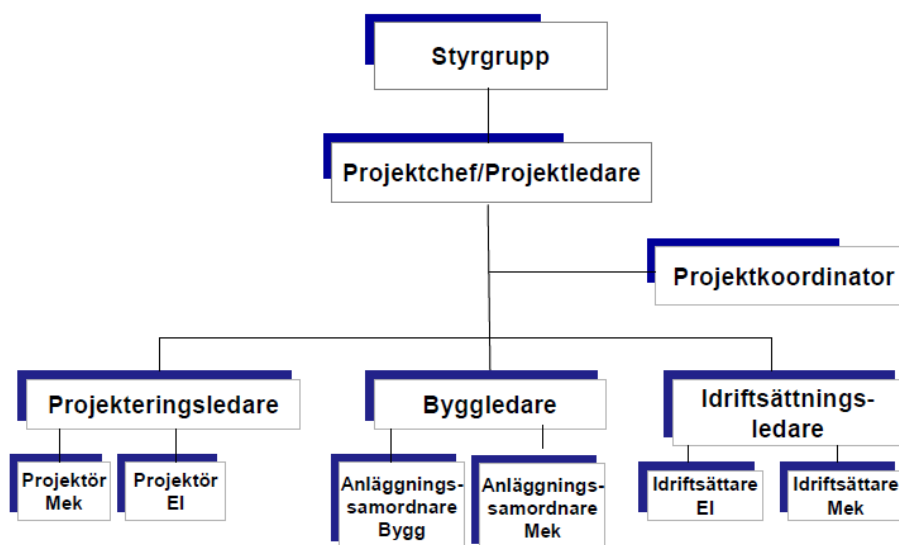 Styrgrupp
Projektchef/Projektledare
Projektkoordinator
Projekteringsledare
Byggledare
Idriftsättnings-
ledare
Projektör
Mek
Projektör
El
Anläggnings-
samordnare
Bygg
Anläggnings-
samordnare
Mek
Idriftsättare
El
Idriftsättare
Mek